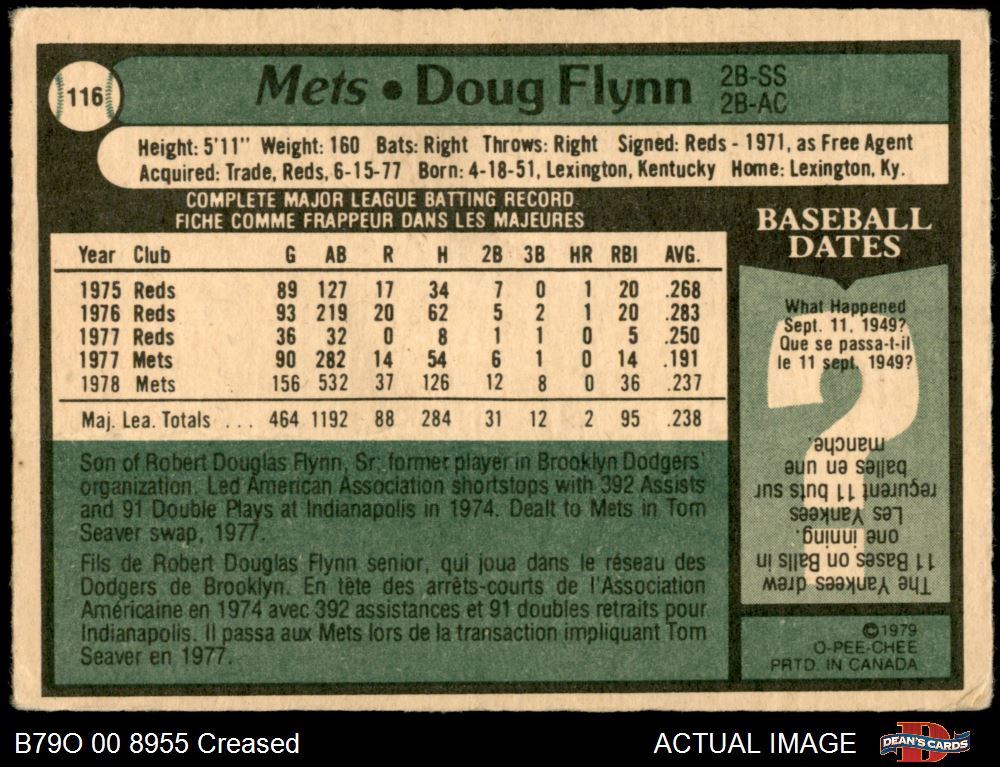 116
Mets • Doug Flynn
2B-SS
2B-AC
Height: 5'11" Weight: 160 Bats: Right Throws: Right Signed: Reds - 1971, as Free Agent
Acquired: Trade, Reds, 6-15-77 Born: 4-18-51, Lexington, Kentucky Home: Lexington, Ky.
COMPLETE MAJOR LEAGUE BATTING RECORD
FICHE COMME FRAPPEUR DANS LES MAJEURES
Year Club G AB R H 2B 3B HR RBI AVG.
1975 Reds 89 127 17 34 7 0 1 20 .268
1976 Reds 93 219 20 62 5 2 1 20 .283
1977 Reds 36 32 0 8 1 1 0 5 .250
1977 Mets 90 282 14 54 6 1 0 14 .191
1978 Mets 156 532 37 126 12 8 0 36 .237
Maj. Lea. Totals . . . 464 1192 88 284 31 12 2 95 .238
Son of Robert Douglas Flynn, Sr; former player in Brooklyn Dodgers'
organization. Led American Association shortstops with 392 Assists
and 91 Double Plays at Indianapolis in 1974. Dealt to Mets in Tom
Seaver swap, 1977.
Fils de Robert Douglas Flynn senior, qui joua dans le réseau des
Dodgers de Brooklyn. En tête des arrêts-courts de l'Association
Américaine en 1974 avec 392 assistances et 91 doubles retraits pour
Indianapolis. Il passa aux Mets lors de la transaction impliquant Tom
Seaver en 1977.
BASEBALL
DATES
What Happened
Sept. 11, 1949?
Que se passa-t-il
le 11 sept. 1949?
The Yankees drew
11 Bases on Balls in
one inning.
Les Yankees
reçurent 11 buts sur
balles en une
manche.
©1979
O-PEE-CHEE
PRTD. IN CANADA
B79O 00 8955 Creased
ACTUAL IMAGE
D
DEAN'S CARDS